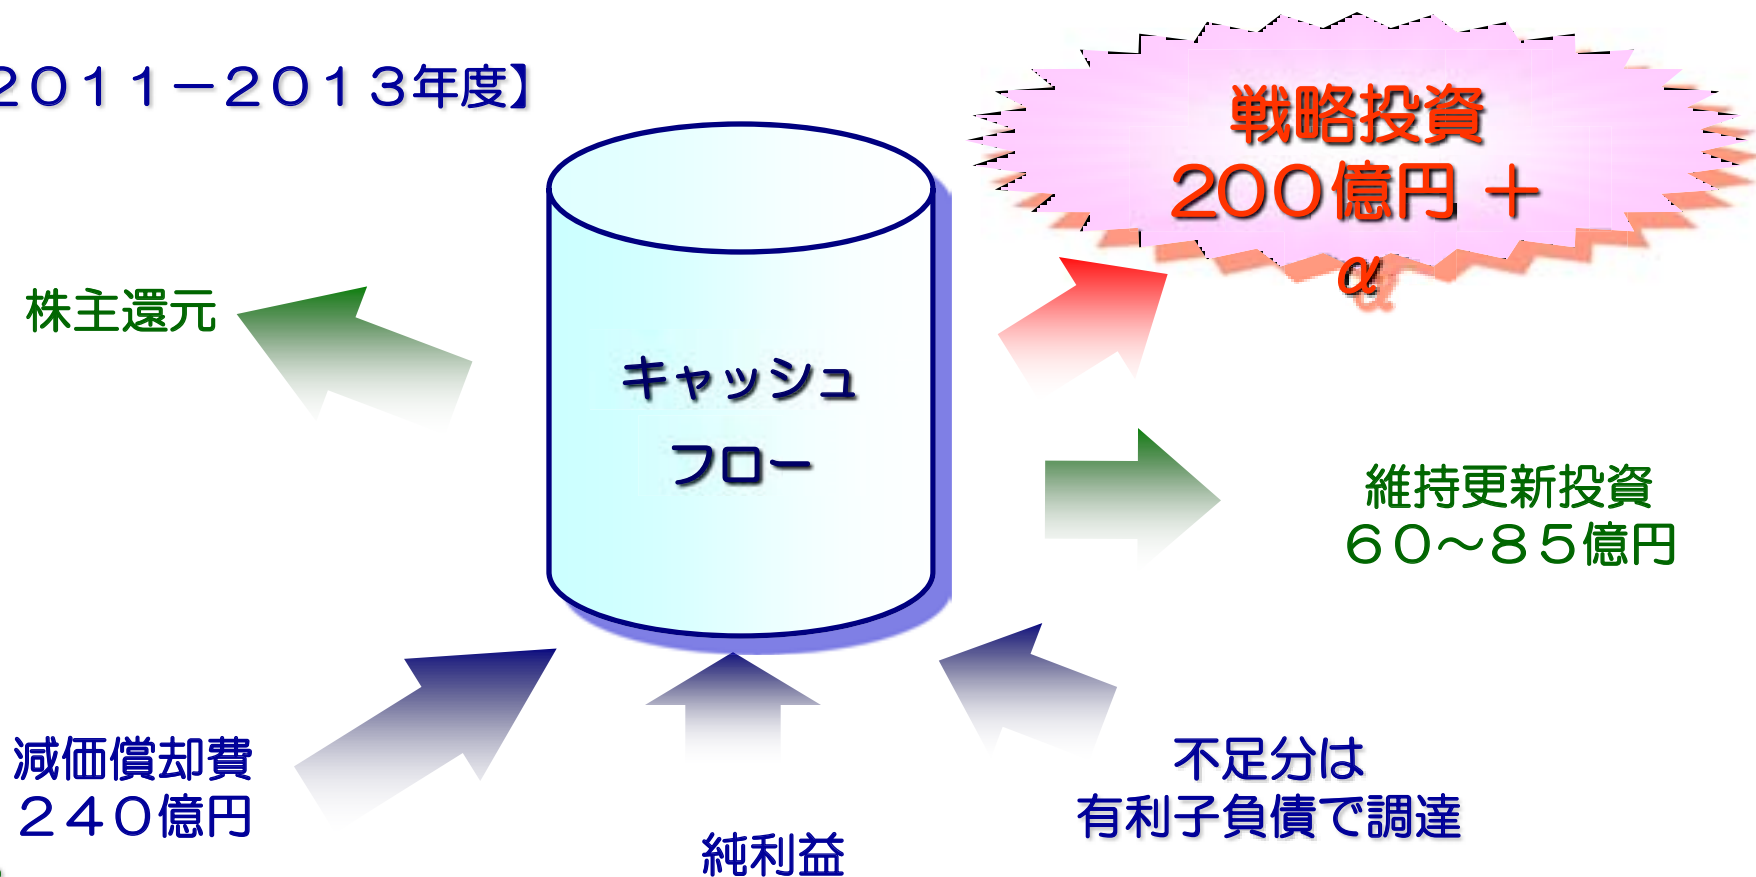 ２０１１－２０１３年度】
戦略投資
２００億円 ＋
α
株主還元
キャッシュ
フロー
維持更新投資
６０～８５億円
減価償却費
２４０億円
純利益
不足分は
有利子負債で調達